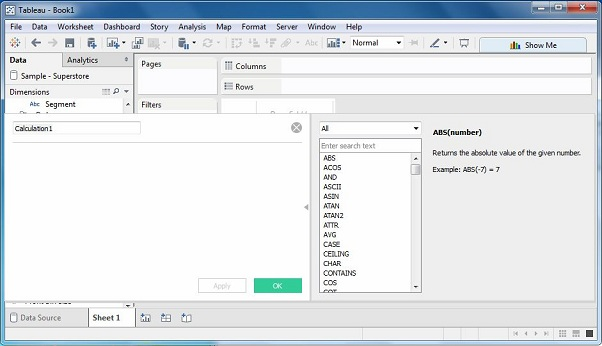 Tableau - Book1
File Data Worksheet Dashboard Story Analysis Map Format Server Window Help
Abc Normal Show Me
Data Analytics Pages Columns
Sample - Superstore Rows
Dimensions Filters
Abc Segment
Calculation1
All
Enter search text
ABS
ACOS
AND
ASCII
ASIN
ATAN
ATAN2
ATTR
AVG
CASE
CEILING
CHAR
CONTAINS
COS
COT
ABS(number)
Returns the absolute value of the given number.
Example: ABS(-7) = 7
Apply OK
Data Source Sheet 1